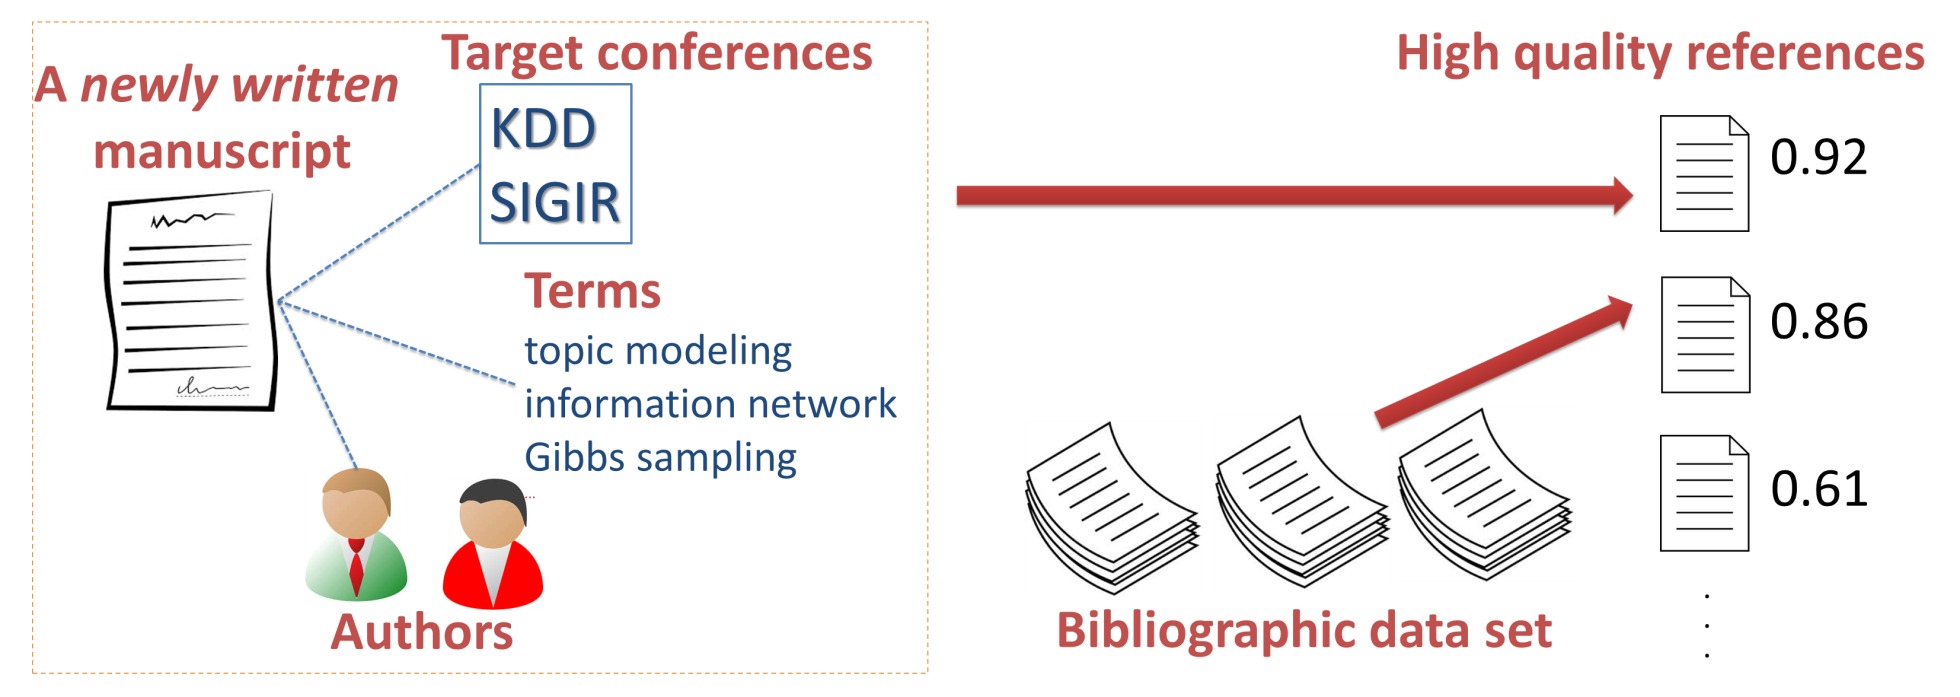 A newly written
manuscript
Target conferences
KDD
SIGIR
Terms
topic modeling
information network
Gibbs sampling
...
Authors
Bibliographic data set
High quality references
0.92
0.86
0.61
.
.
.